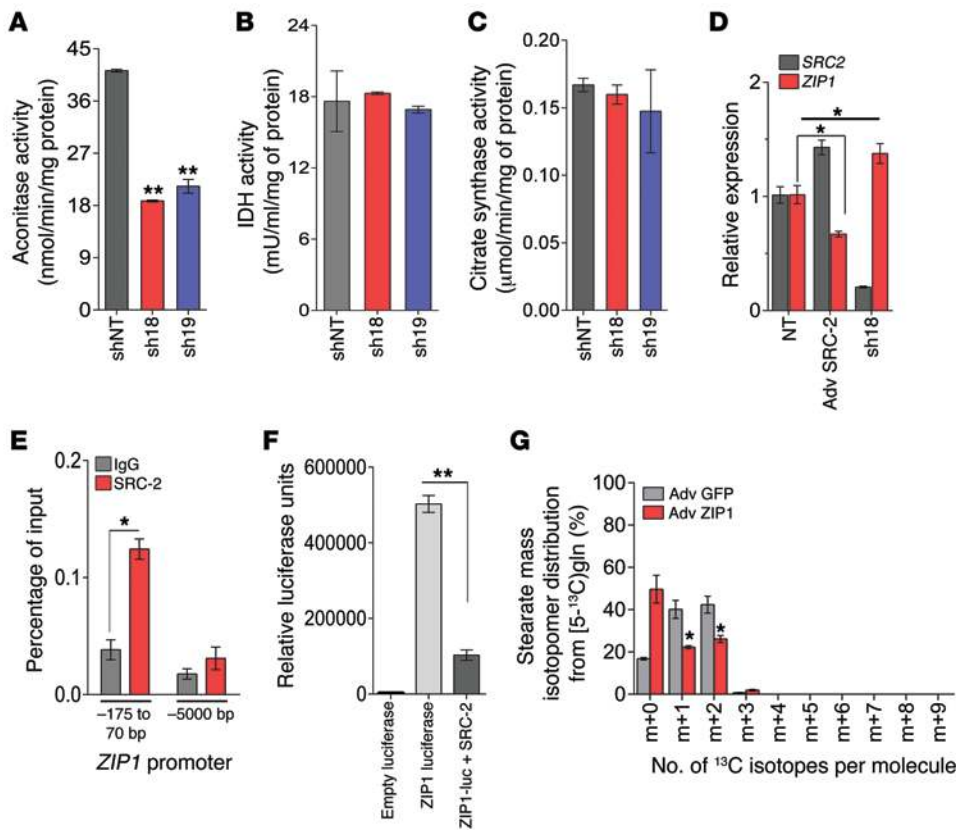 A
Aconitase activity
(nmol/min/mg protein)
45
36
27
18
9
0
**
**
shNT
sh18
sh19
B
IDH activity
(mU/ml/mg of protein)
24
18
12
6
0
shNT
sh18
sh19
C
Citrate synthase activity
(μmol/min/mg of protein)
0.20
0.15
0.10
0.05
0.00
shNT
sh18
sh19
D
SRC2
ZIP1
Relative expression
2
1
0
*
*
NT
Adv SRC-2
sh18
E
IgG
SRC-2
Percentage of input
0.2
0.1
0.0
*
–175 to
70 bp
–5000 bp
ZIP1 promoter
F
Relative luciferase units
600000
400000
200000
100000
0
**
Empty luciferase
ZIP1 luciferase
ZIP1-luc + SRC-2
G
Adv GFP
Adv ZIP1
Stearate mass
isotopomer distribution
from [5-¹³C)gln (%)
100
80
60
40
20
0
*
*
m+0
m+1
m+2
m+3
m+4
m+5
m+6
m+7
m+8
m+9
No. of ¹³C isotopes per molecule